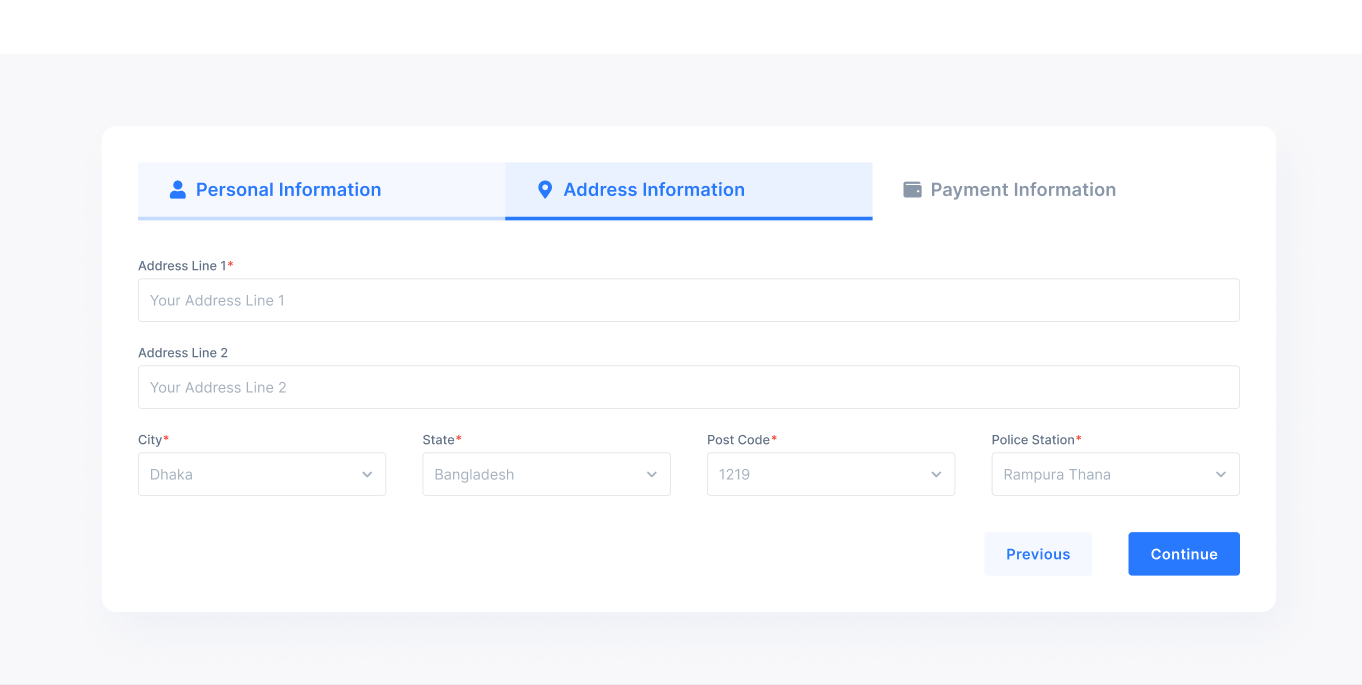 Personal Information Address Information Payment Information
Address Line 1*
Your Address Line 1
Address Line 2
Your Address Line 2
City* State* Post Code* Police Station*
Dhaka Bangladesh 1219 Rampura Thana
Previous Continue